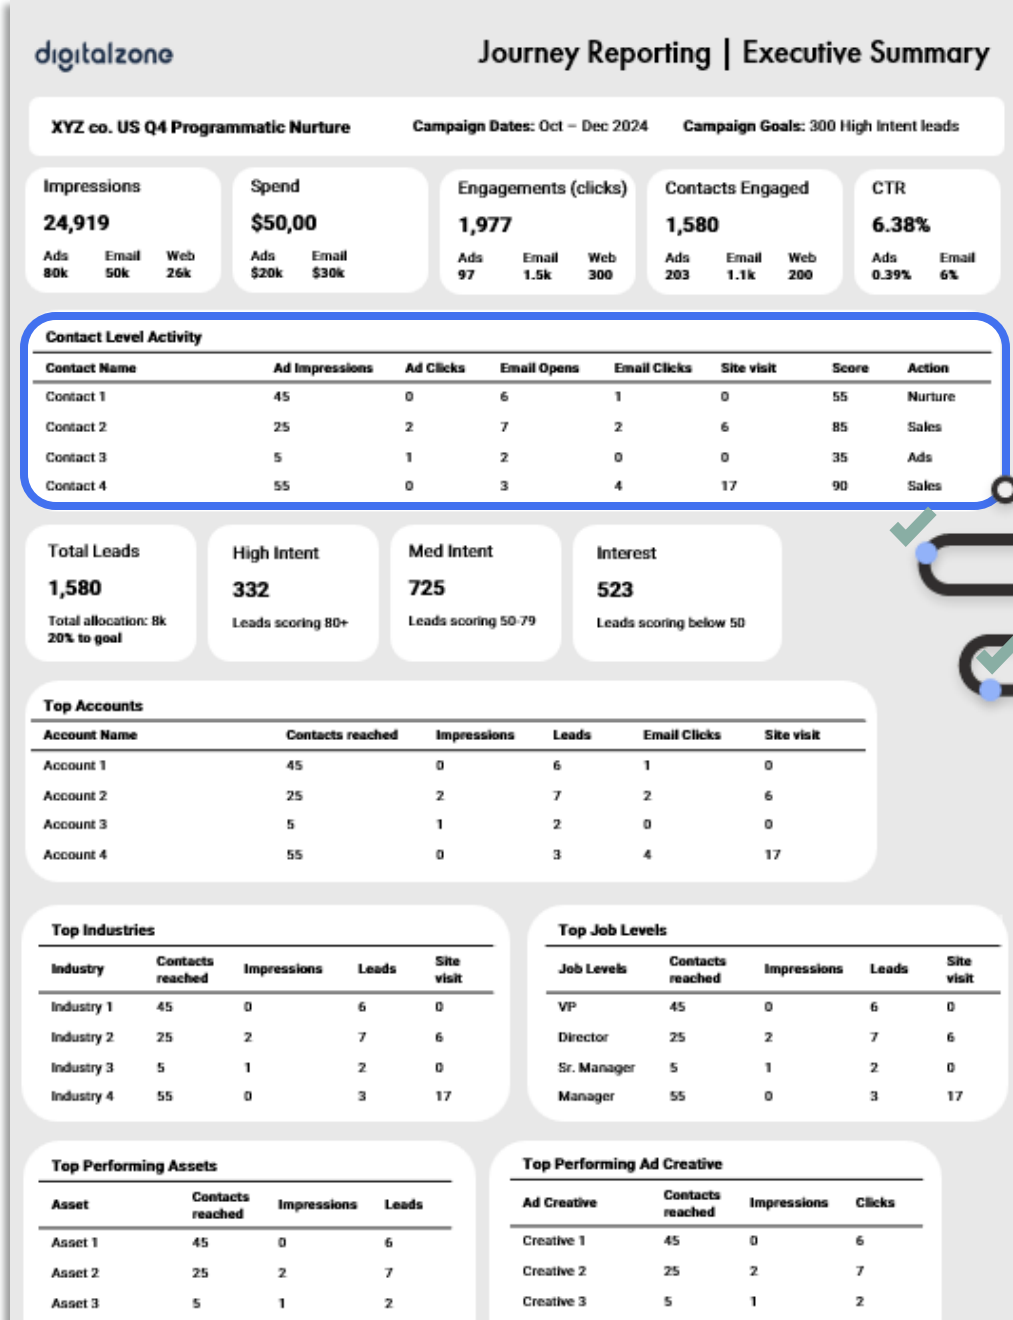 digitalzone
Journey Reporting | Executive Summary
XYZ co. US Q4 Programmatic Nurture Campaign Dates: Oct – Dec 2024 Campaign Goals: 300 High Intent leads
Impressions
24,919
Ads Email Web
80k 50k 26k
Spend
$50,00
Ads Email
$20k $30k
Engagements (clicks)
1,977
Ads Email Web
97 1.5k 300
Contacts Engaged
1,580
Ads Email Web
203 1.1k 200
CTR
6.38%
Ads Email
0.39% 6%
Contact Level Activity
Contact Name Ad Impressions Ad Clicks Email Opens Email Clicks Site visit Score Action
Contact 1 45 0 6 1 0 55 Nurture
Contact 2 25 2 7 2 6 85 Sales
Contact 3 5 1 2 0 0 35 Ads
Contact 4 55 0 3 4 17 90 Sales
Total Leads
1,580
Total allocation: 8k
20% to goal
High Intent
332
Leads scoring 80+
Med Intent
725
Leads scoring 50-79
Interest
523
Leads scoring below 50
Top Accounts
Account Name Contacts reached Impressions Leads Email Clicks Site visit
Account 1 45 0 6 1 0
Account 2 25 2 7 2 6
Account 3 5 1 2 0 0
Account 4 55 0 3 4 17
Top Industries
Industry Contacts reached Impressions Leads Site visit
Industry 1 45 0 6 0
Industry 2 25 2 7 6
Industry 3 5 1 2 0
Industry 4 55 0 3 17
Top Job Levels
Job Levels Contacts reached Impressions Leads Site visit
VP 45 0 6 0
Director 25 2 7 6
Sr. Manager 5 1 2 0
Manager 55 0 3 17
Top Performing Assets
Asset Contacts reached Impressions Leads
Asset 1 45 0 6
Asset 2 25 2 7
Asset 3 5 1 2
Top Performing Ad Creative
Ad Creative Contacts reached Impressions Clicks
Creative 1 45 0 6
Creative 2 25 2 7
Creative 3 5 1 2